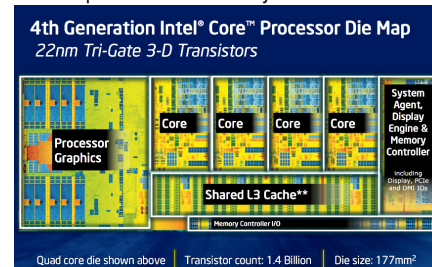 4th Generation Intel® Core™ Processor Die Map
22nm Tri-Gate 3-D Transistors
Processor
Graphics
Core
Core
Core
Core
System
Agent,
Display
Engine &
Memory
Controller
including
Display, PCIe
and DMI IOs
Shared L3 Cache**
Memory Controller I/O
Quad core die shown above
Transistor count: 1.4 Billion
Die size: 177mm²